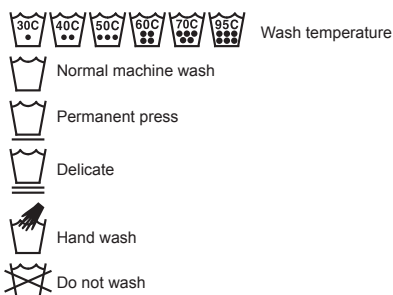 30C 40C 50C 60C 70C 95C Wash temperature
Normal machine wash
Permanent press
Delicate
Hand wash
Do not wash